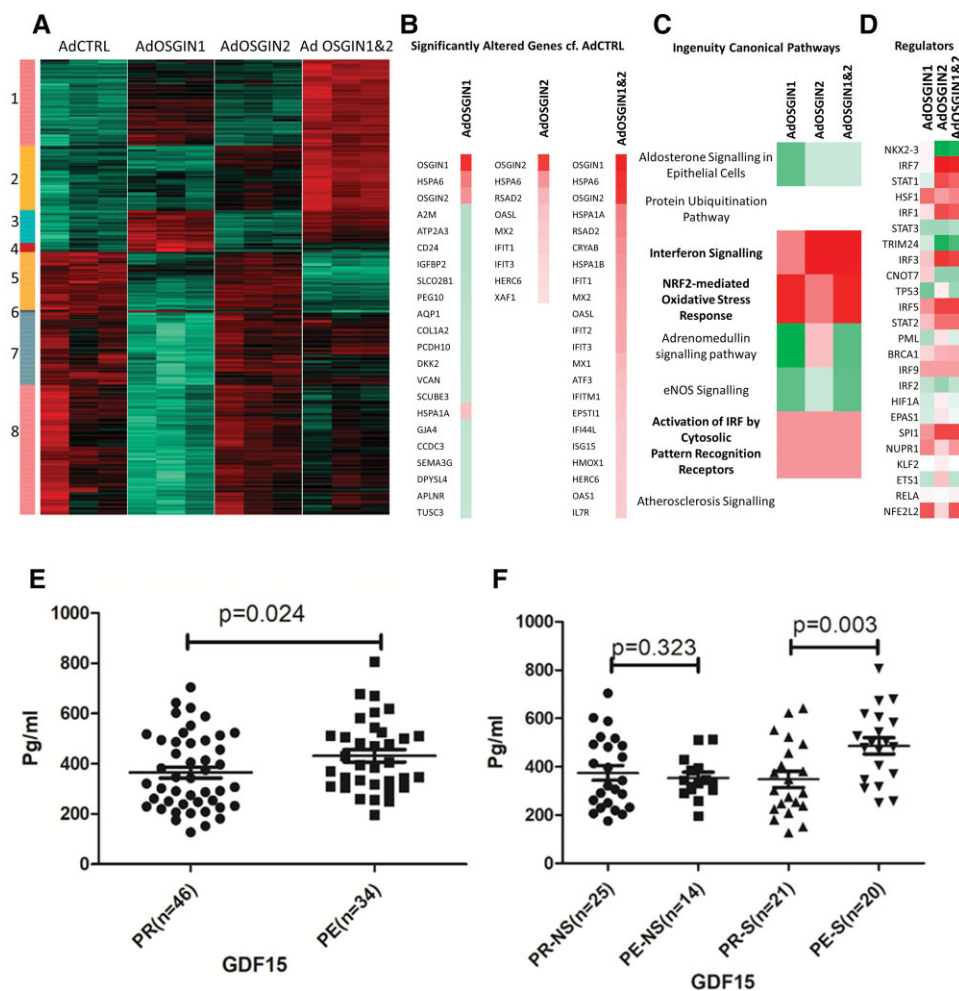 A
AdCTRL
AdOSGIN1
AdOSGIN2
Ad OSGIN1&2
1
2
3
4
5
6
7
8
B
Significantly Altered Genes cf. AdCTRL
AdOSGIN1
OSGIN1
HSPA6
OSGIN2
A2M
ATP2A3
CD24
IGFBP2
SLCO2B1
PEG10
AQP1
COL1A2
PCDH10
DKK2
VCAN
SCUBE3
HSPA1A
GJA4
CCDC3
SEMA3G
DPYSL4
APLNR
TUSC3
AdOSGIN2
OSGIN2
HSPA6
RSAD2
OASL
MX2
IFIT1
IFIT3
HERC6
XAF1
AdOSGIN1&2
OSGIN1
HSPA6
OSGIN2
HSPA1A
RSAD2
CRYAB
HSPA1B
IFIT1
MX2
OASL
IFIT2
IFIT3
MX1
ATF3
IFITM1
EPSTI1
IFI44L
ISG15
HMOX1
HERC6
OAS1
IL7R
C
Ingenuity Canonical Pathways
AdOSGIN1
AdOSGIN2
AdOSGIN1&2
Aldosterone Signalling in
Epithelial Cells
Protein Ubiquitination
Pathway
Interferon Signalling
NRF2-mediated
Oxidative Stress
Response
Adrenomedullin
signalling pathway
eNOS Signalling
Activation of IRF by
Cytosolic
Pattern Recognition
Receptors
Atherosclerosis Signalling
D
Regulators
AdOSGIN1
AdOSGIN2
AdOSGIN1&2
NKX2-3
IRF7
STAT1
HSF1
IRF1
STAT3
TRIM24
IRF3
CNOT7
TP53
IRF5
STAT2
PML
BRCA1
IRF9
IRF2
HIF1A
EPAS1
SPI1
NUPR1
KLF2
ETS1
RELA
NFE2L2
E
p=0.024
Pg/ml
1000
800
600
400
200
0
PR(n=46)
PE(n=34)
GDF15
F
p=0.323
p=0.003
Pg/ml
1000
800
600
400
200
0
PR-NS(n=25)
PE-NS(n=14)
PR-S(n=21)
PE-S(n=20)
GDF15